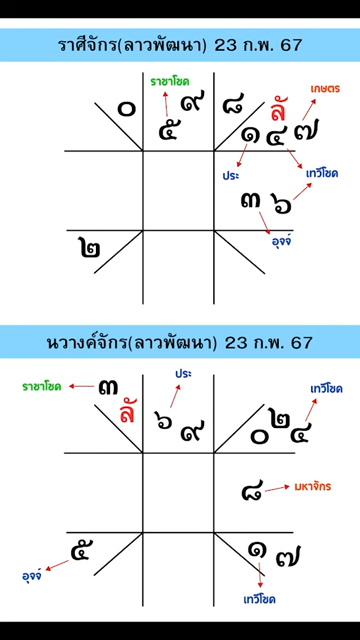 ราศีจักร(ลาวพัฒนา) 23 ก.พ. 67
ราชาโชค
๐ ๙ ๘ ลั เกษตร
๕ ๑ ๔ ๗
ประ เทวีโชค
๓ ๖
อุจจ์
๒
นวางค์จักร(ลาวพัฒนา) 23 ก.พ. 67
ราชาโชค ๓ ประ เทวีโชค
ลั ๖ ๙ ๐ ๒ ๔
๘ มหาจักร
๕ ๑ ๗
อุจจ์
เทวีโชค